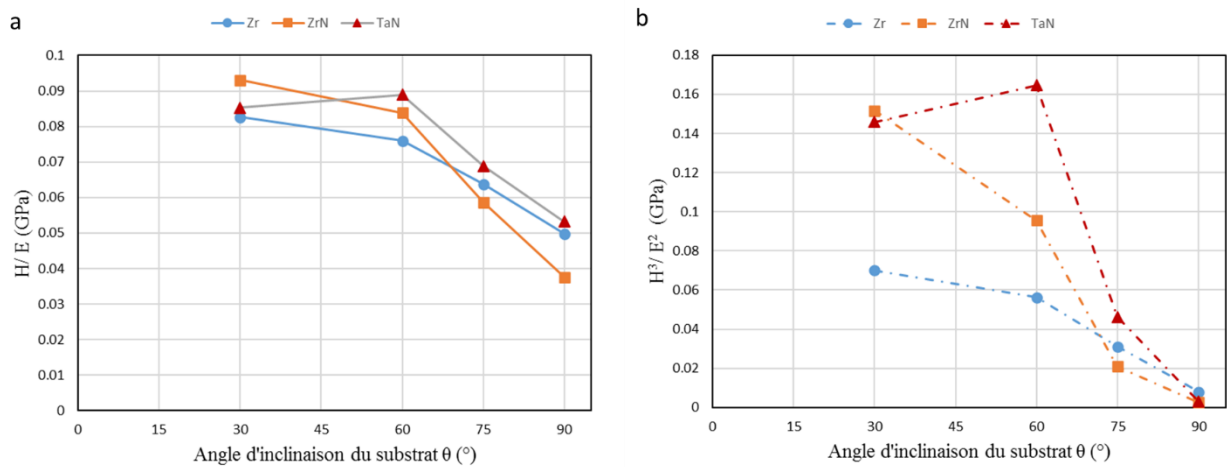 a
Zr ZrN TaN
0.1
0.09
0.08
0.07
0.06
0.05
0.04
0.03
0.02
0.01
0
H/ E (GPa)
0 15 30 45 60 75 90
Angle d'inclinaison du substrat θ (°)
b
Zr ZrN TaN
0.18
0.16
0.14
0.12
0.1
0.08
0.06
0.04
0.02
0
H³/ E² (GPa)
0 15 30 45 60 75 90
Angle d'inclinaison du substrat θ (°)